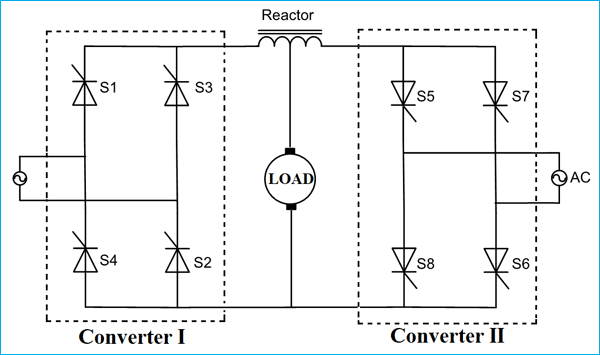 Reactor
S1
S3
S5
S7
LOAD
AC
S4
S2
S8
S6
Converter I
Converter II